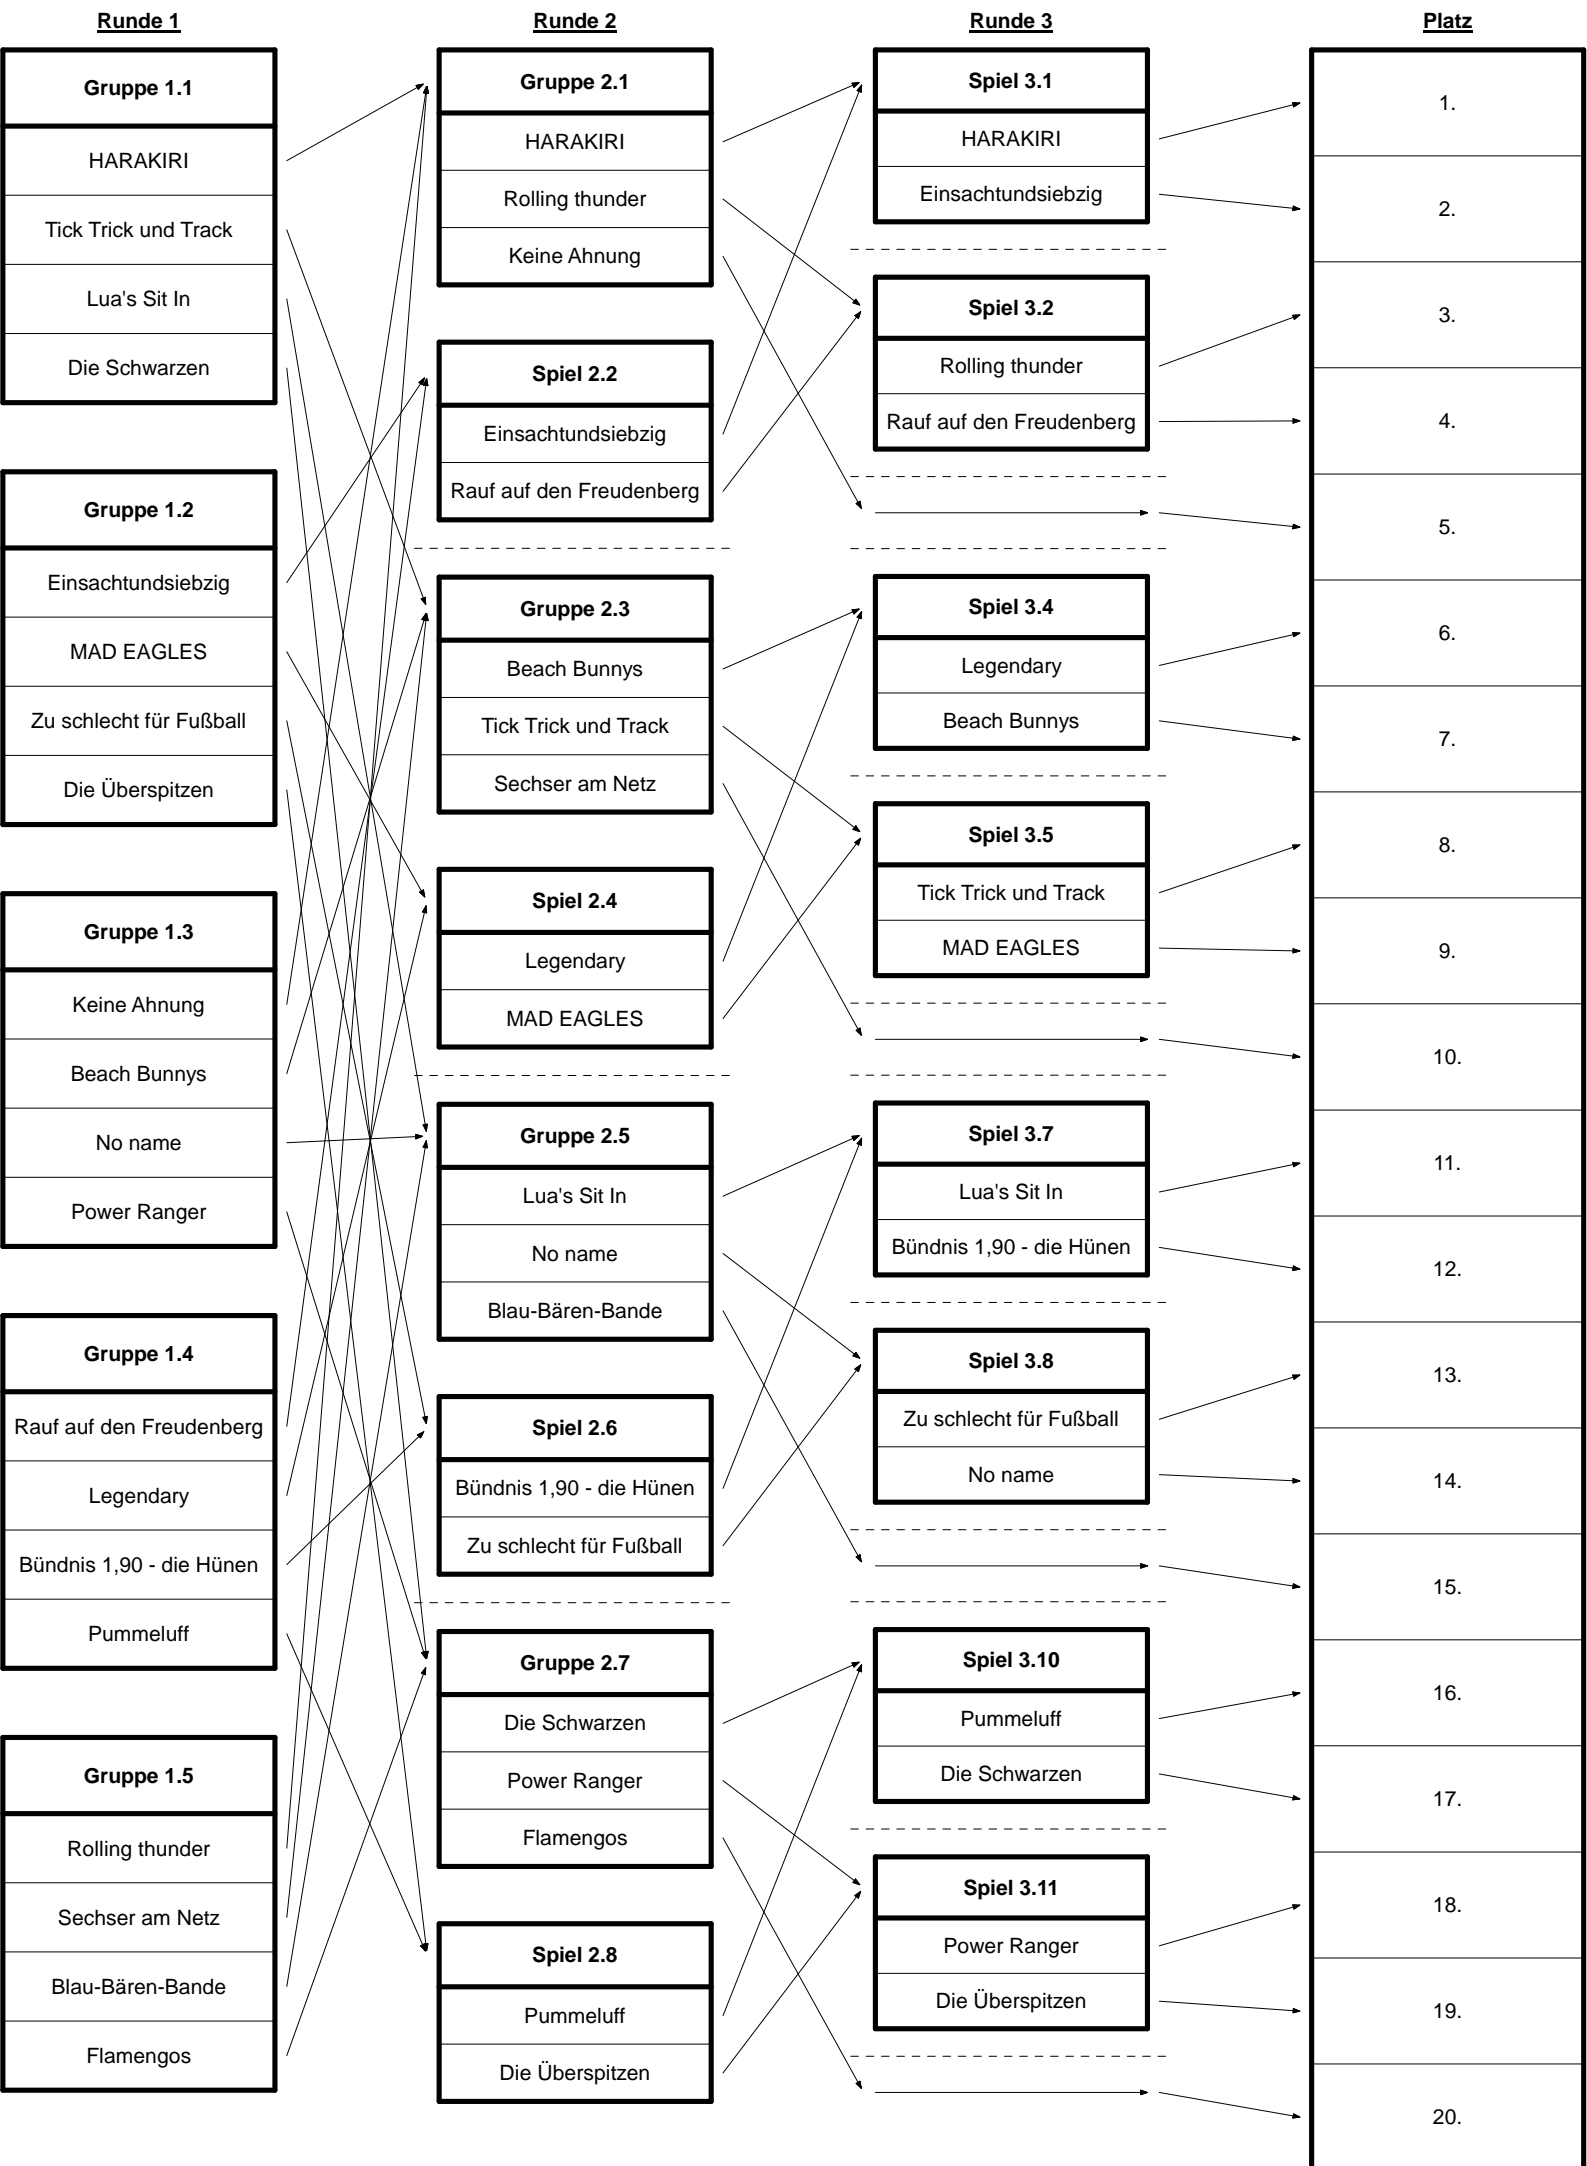 Runde 1
Gruppe 1.1
HARAKIRI
Tick Trick und Track
Lua's Sit In
Die Schwarzen
Gruppe 1.2
Einsachtundsiebzig
MAD EAGLES
Zu schlecht für Fußball
Die Überspitzen
Gruppe 1.3
Keine Ahnung
Beach Bunnys
No name
Power Ranger
Gruppe 1.4
Rauf auf den Freudenberg
Legendary
Bündnis 1,90 - die Hünen
Pummeluff
Gruppe 1.5
Rolling thunder
Sechser am Netz
Blau-Bären-Bande
Flamengos
Runde 2
Gruppe 2.1
HARAKIRI
Rolling thunder
Keine Ahnung
Spiel 2.2
Einsachtundsiebzig
Rauf auf den Freudenberg
Gruppe 2.3
Beach Bunnys
Tick Trick und Track
Sechser am Netz
Spiel 2.4
Legendary
MAD EAGLES
Gruppe 2.5
Lua's Sit In
No name
Blau-Bären-Bande
Spiel 2.6
Bündnis 1,90 - die Hünen
Zu schlecht für Fußball
Gruppe 2.7
Die Schwarzen
Power Ranger
Flamengos
Spiel 2.8
Pummeluff
Die Überspitzen
Runde 3
Spiel 3.1
HARAKIRI
Einsachtundsiebzig
Spiel 3.2
Rolling thunder
Rauf auf den Freudenberg
Spiel 3.4
Legendary
Beach Bunnys
Spiel 3.5
Tick Trick und Track
MAD EAGLES
Spiel 3.7
Lua's Sit In
Bündnis 1,90 - die Hünen
Spiel 3.8
Zu schlecht für Fußball
No name
Spiel 3.10
Pummeluff
Die Schwarzen
Spiel 3.11
Power Ranger
Die Überspitzen
Platz
1.
2.
3.
4.
5.
6.
7.
8.
9.
10.
11.
12.
13.
14.
15.
16.
17.
18.
19.
20.